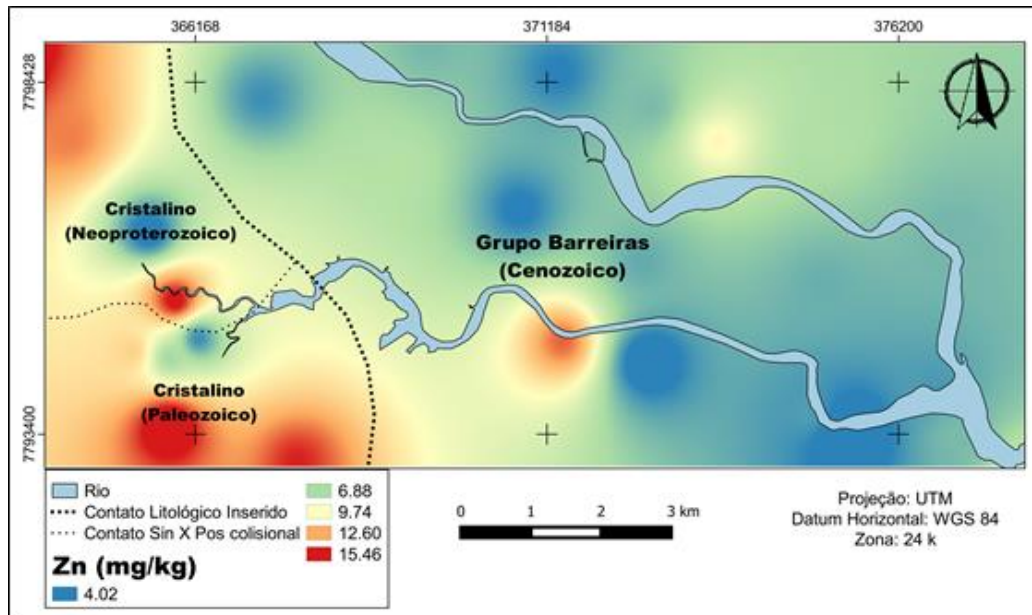 366168
371184
376200
7798428
Cristalino
(Neoproterozoico)
Grupo Barreiras
(Cenozoico)
Cristalino
(Paleozoico)
7793400
Rio
Contato Litológico Inserido
Contato Sin X Pos colisional
Zn (mg/kg)
4.02
6.88
9.74
12.60
15.46
0 1 2 3 km
Projeção: UTM
Datum Horizontal: WGS 84
Zona: 24 k